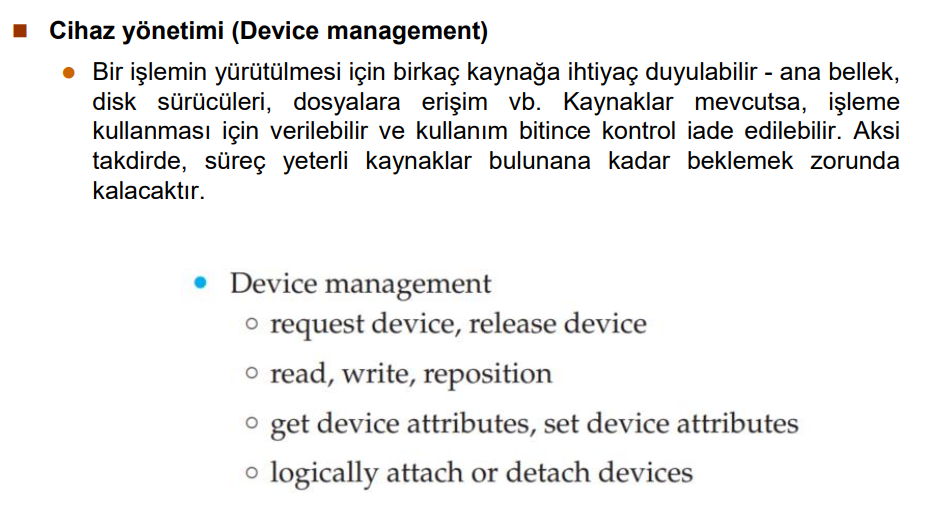 Cihaz yönetimi (Device management)
Bir işlemin yürütülmesi için birkaç kaynağa ihtiyaç duyulabilir - ana bellek,
disk sürücüleri, dosyalara erişim vb. Kaynaklar mevcutsa, işleme
kullanması için verilebilir ve kullanım bitince kontrol iade edilebilir. Aksi
takdirde, süreç yeterli kaynaklar bulunana kadar beklemek zorunda
kalacaktır.
Device management
request device, release device
read, write, reposition
get device attributes, set device attributes
logically attach or detach devices